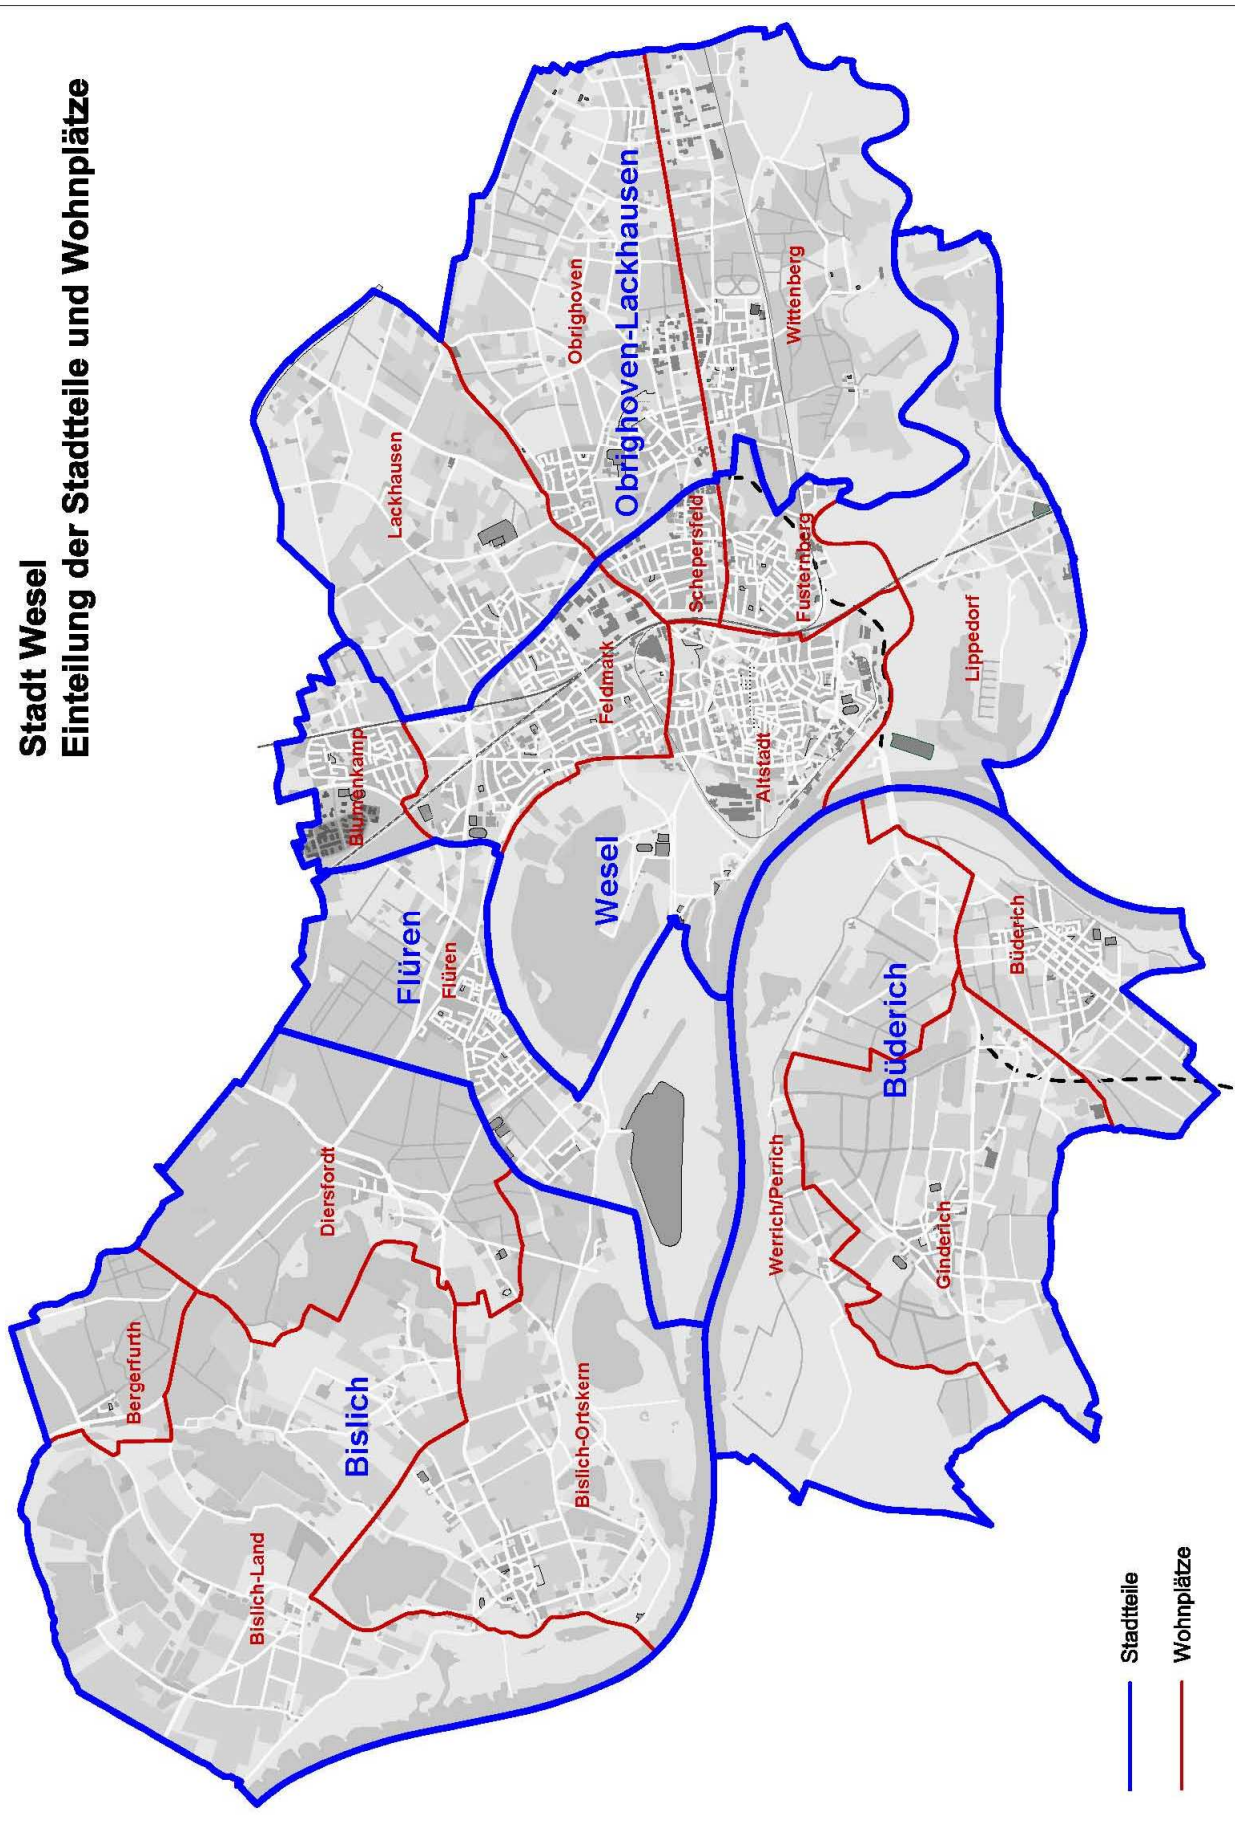 Stadt Wesel
Einteilung der Stadtteile und Wohnplätze
Bergerfurth
Bislich-Land
Diersfordt
Bislich
Bislich-Ortskern
Blumenkamp
Flüren
Flüren
Lackhausen
Feldmark
Obrighoven
Obrighoven-Lackhausen
Wesel
Schepersfeld
Altstadt
Fusternberg
Wittenberg
Lippedorf
Werrich/Perrich
Büderich
Ginderich
Büderich
Stadtteile
Wohnplätze